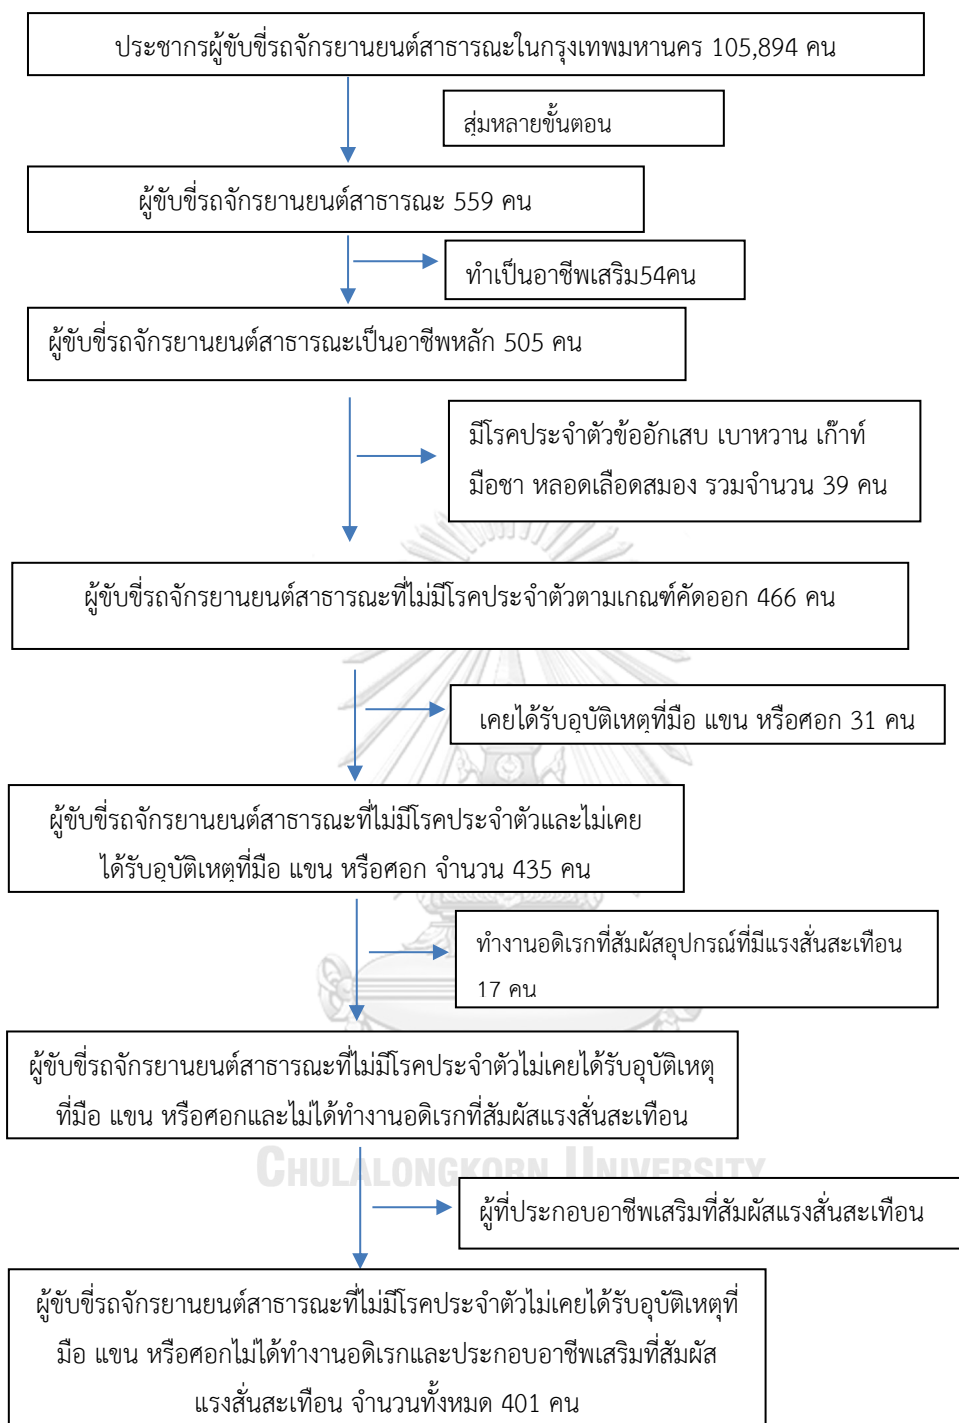 ประชากรผู้ขับขี่รถจักรยานยนต์สาธารณะในกรุงเทพมหานคร 105,894 คน
สุ่มหลายขั้นตอน
ผู้ขับขี่รถจักรยานยนต์สาธารณะ 559 คน
ทำเป็นอาชีพเสริม54คน
ผู้ขับขี่รถจักรยานยนต์สาธารณะเป็นอาชีพหลัก 505 คน
มีโรคประจำตัวข้ออักเสบ เบาหวาน เก๊าท์
มือชา หลอดเลือดสมอง รวมจำนวน 39 คน
ผู้ขับขี่รถจักรยานยนต์สาธารณะที่ไม่มีโรคประจำตัวตามเกณฑ์คัดออก 466 คน
เคยได้รับอุบัติเหตุที่มือ แขน หรือศอก 31 คน
ผู้ขับขี่รถจักรยานยนต์สาธารณะที่ไม่มีโรคประจำตัวและไม่เคย
ได้รับอุบัติเหตุที่มือ แขน หรือศอก จำนวน 435 คน
ทำงานอดิเรกที่สัมผัสอุปกรณ์ที่มีแรงสั่นสะเทือน
17 คน
ผู้ขับขี่รถจักรยานยนต์สาธารณะที่ไม่มีโรคประจำตัวไม่เคยได้รับอุบัติเหตุ
ที่มือ แขน หรือศอกและไม่ได้ทำงานอดิเรกที่สัมผัสแรงสั่นสะเทือน
CHULALONGKORN UNIVERSITY
ผู้ที่ประกอบอาชีพเสริมที่สัมผัสแรงสั่นสะเทือน
ผู้ขับขี่รถจักรยานยนต์สาธารณะที่ไม่มีโรคประจำตัวไม่เคยได้รับอุบัติเหตุที่
มือ แขน หรือศอกไม่ได้ทำงานอดิเรกและประกอบอาชีพเสริมที่สัมผัส
แรงสั่นสะเทือน จำนวนทั้งหมด 401 คน